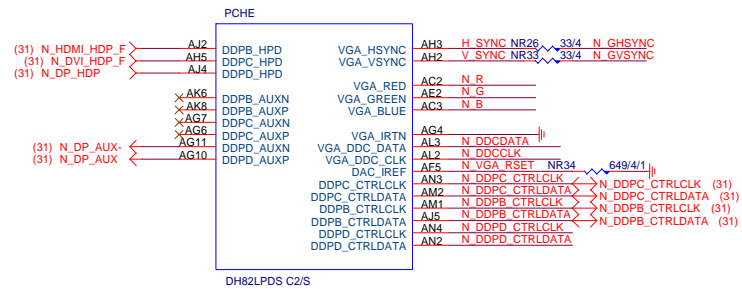 PCHE
(31) N_HDMI_HDP_F AJ2 DDPB_HPD VGA_HSYNC AH3 H_SYNC NR26 33/4 N_GHSYNC
(31) N_DVI_HDP_F AH5 DDPC_HPD VGA_VSYNC AH2 V_SYNC NR33 33/4 N_GVSYNC
(31) N_DP_HDP AJ4 DDPD_HPD
VGA_RED AC2 N_R
AK6 DDPB_AUXN VGA_GREEN AE2 N_G
AK8 DDPB_AUXP VGA_BLUE AC3 N_B
AG7 DDPC_AUXN
AG6 DDPC_AUXP VGA_IRTN AG4
(31) N_DP_AUX- AG11 DDPD_AUXN VGA_DDC_DATA AL3 N_DDCDATA
(31) N_DP_AUX AG10 DDPD_AUXP VGA_DDC_CLK AL2 N_DDCCLK
DAC_IREF AF5 N_VGA_RSET NR34 649/4/1
DDPC_CTRLCLK AN3 N_DDPC_CTRLCLK N_DDPC_CTRLCLK (31)
DDPC_CTRLDATA AM2 N_DDPC_CTRLDATA N_DDPC_CTRLDATA (31)
DDPB_CTRLCLK AM1 N_DDPB_CTRLCLK N_DDPB_CTRLCLK (31)
DDPB_CTRLDATA AJ5 N_DDPB_CTRLDATA N_DDPB_CTRLDATA (31)
DDPD_CTRLCLK AN4 N_DDPD_CTRLCLK
DDPD_CTRLDATA AN2 N_DDPD_CTRLDATA
DH82LPDS C2/S